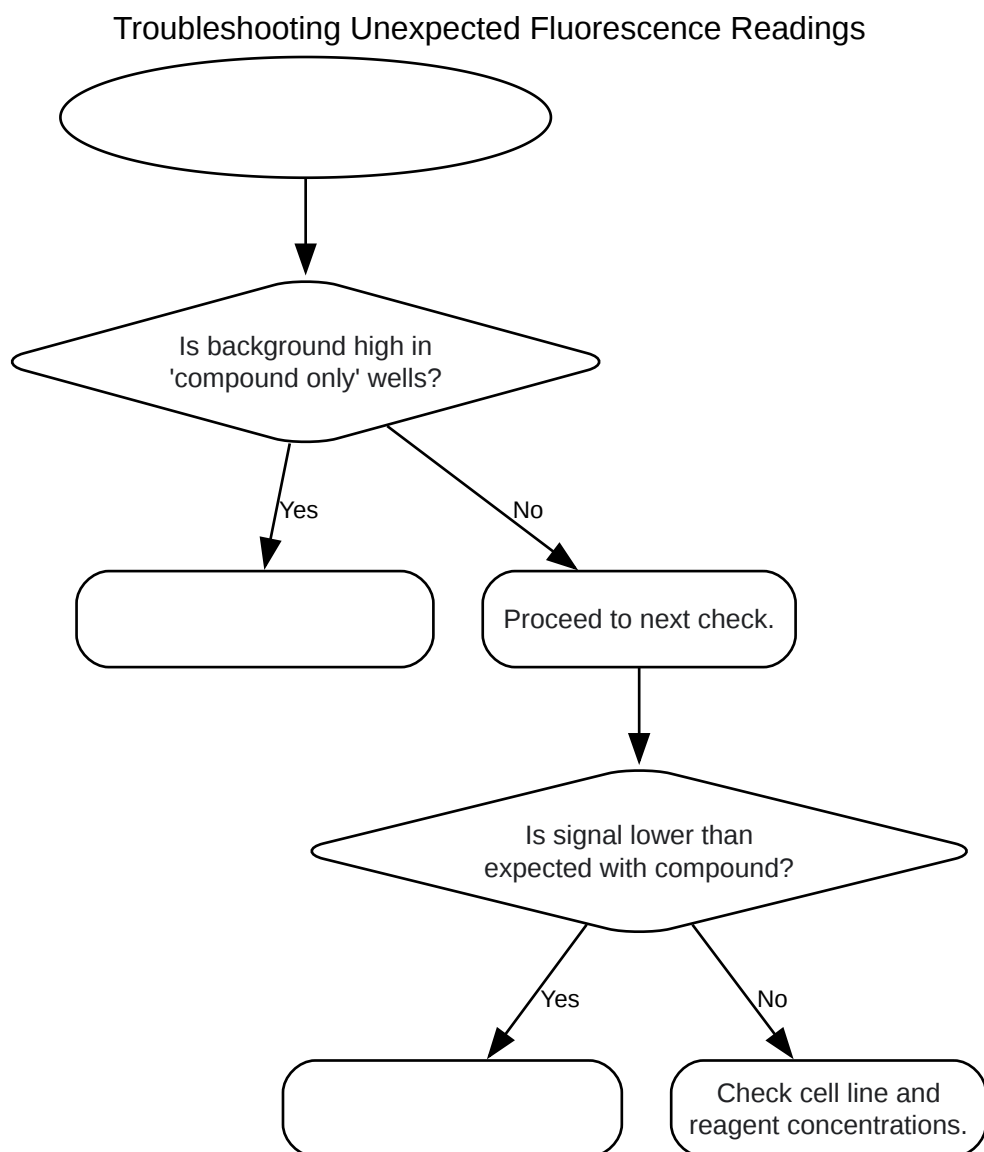 Troubleshooting Unexpected Fluorescence Readings
Is background high in
'compound only' wells?
Yes
No
Proceed to next check.
Is signal lower than
expected with compound?
Yes
No
Check cell line and
reagent concentrations.